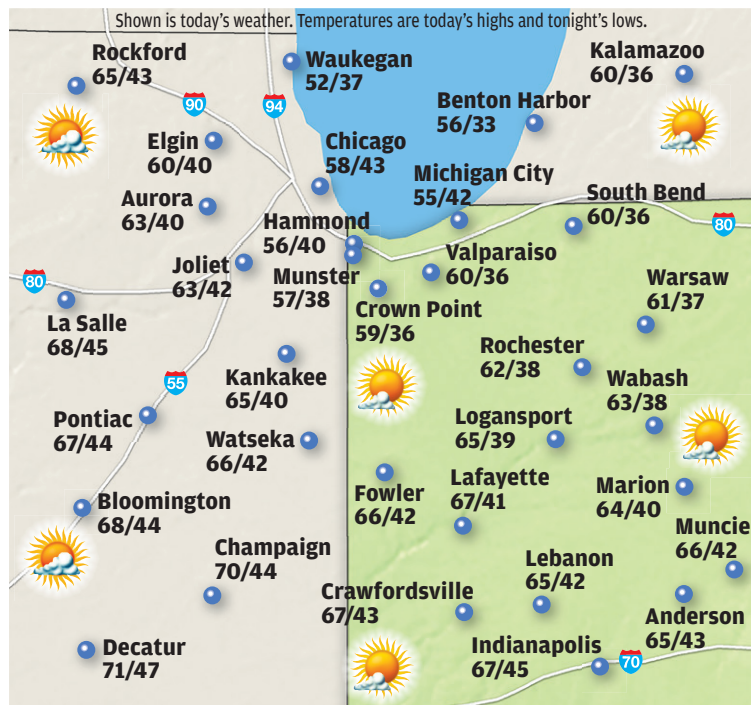 Shown is today's weather. Temperatures are today's highs and tonight's lows.
Rockford
65/43
Waukegan
52/37
Kalamazoo
60/36
90
94
Benton Harbor
56/33
Elgin
60/40
Chicago
58/43
Michigan City
55/42
South Bend
60/36
Aurora
63/40
Hammond
56/40
80
Joliet
63/42
Munster
57/38
Valparaiso
60/36
80
La Salle
68/45
Crown Point
59/36
Warsaw
61/37
Rochester
62/38
55
Kankakee
65/40
Wabash
63/38
Pontiac
67/44
Watseka
66/42
Logansport
65/39
Fowler
66/42
Lafayette
67/41
Marion
64/40
Bloomington
68/44
Muncie
66/42
Champaign
70/44
Lebanon
65/42
Crawfordsville
67/43
Anderson
65/43
Decatur
71/47
Indianapolis
67/45
70